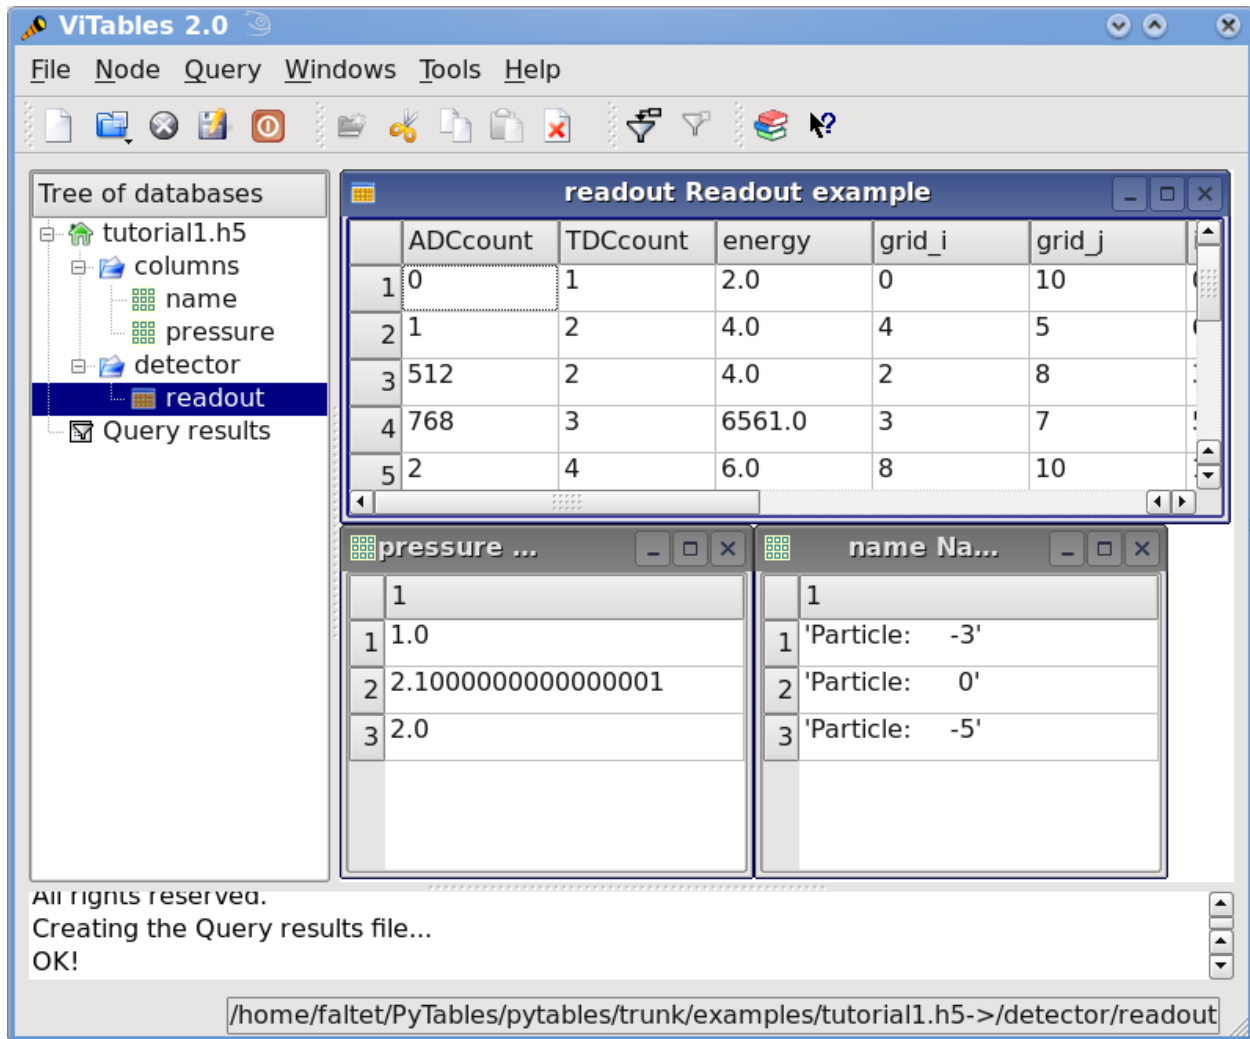 ViTables 2.0
File Node Query Windows Tools Help
Tree of databases
tutorial1.h5
columns
name
pressure
detector
readout
Query results
readout Readout example
ADCcount TDCcount energy grid_i grid_j
1 0 1 2.0 0 10
2 1 2 4.0 4 5
3 512 2 4.0 2 8
4 768 3 6561.0 3 7
5 2 4 6.0 8 10
pressure ...
1
1 1.0
2 2.1000000000000001
3 2.0
name Na...
1
1 'Particle: -3'
2 'Particle: 0'
3 'Particle: -5'
All rights reserved.
Creating the Query results file...
OK!
/home/faltet/PyTables/pytables/trunk/examples/tutorial1.h5->/detector/readout